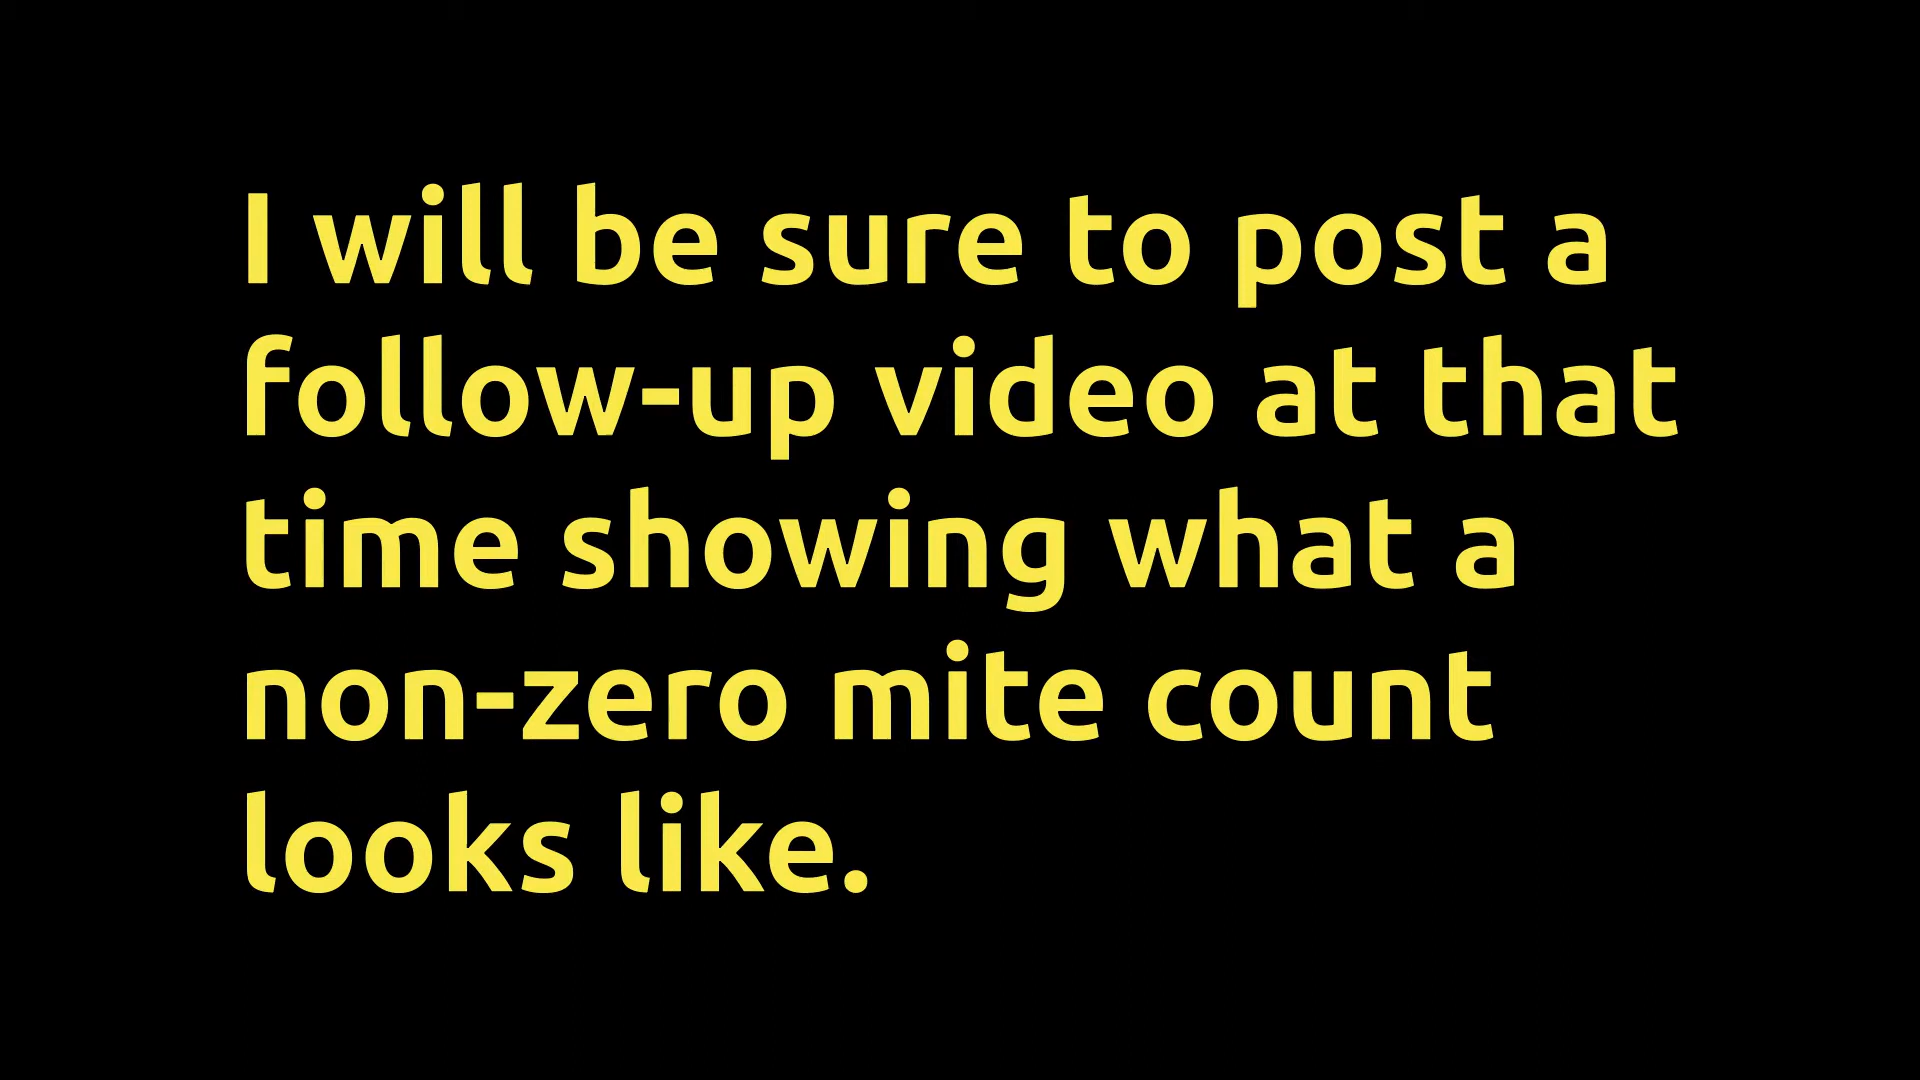 I will be sure to post a
follow-up video at that
time showing what a
non-zero mite count
looks like.